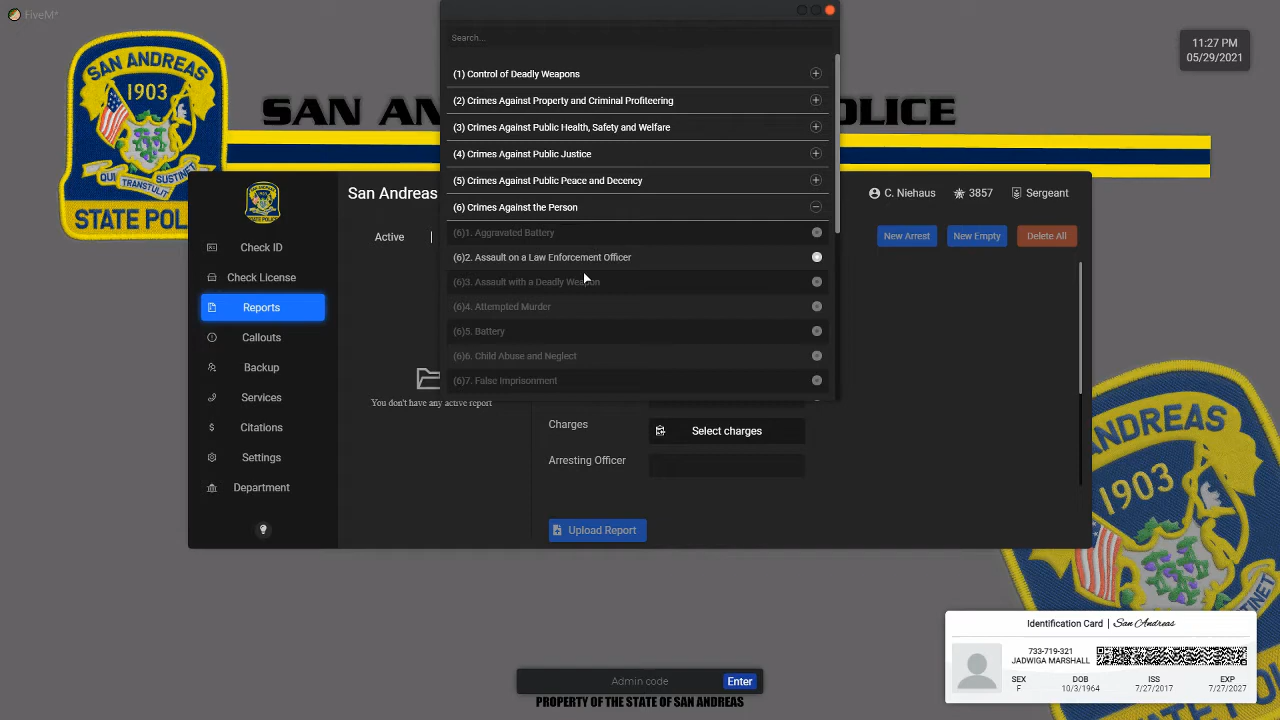 FiveM*
11:27 PM
05/29/2021
SAN ANDREAS
1903
STATE POL
SAN AN
OLICE
Search...
(1) Control of Deadly Weapons
(2) Crimes Against Property and Criminal Profiteering
(3) Crimes Against Public Health, Safety and Welfare
(4) Crimes Against Public Justice
(5) Crimes Against Public Peace and Decency
(6) Crimes Against the Person
(6)1. Aggravated Battery
(6)2. Assault on a Law Enforcement Officer
(6)3. Assault with a Deadly Weapon
(6)4. Attempted Murder
(6)5. Battery
(6)6. Child Abuse and Neglect
(6)7. False Imprisonment
San Andreas
C. Niehaus
3857
Sergeant
Active
New Arrest
New Empty
Delete All
Check ID
Check License
Reports
Callouts
Backup
Services
Citations
Settings
Department
You don't have any active report
Charges
Select charges
Arresting Officer
Upload Report
ANDREAS
1903
Identification Card | San Andreas
733-719-321
JADWIGA MARSHALL
SEX DOB ISS EXP
F 10/3/1964 7/27/2017 7/27/2027
Admin code
Enter
PROPERTY OF THE STATE OF SAN ANDREAS